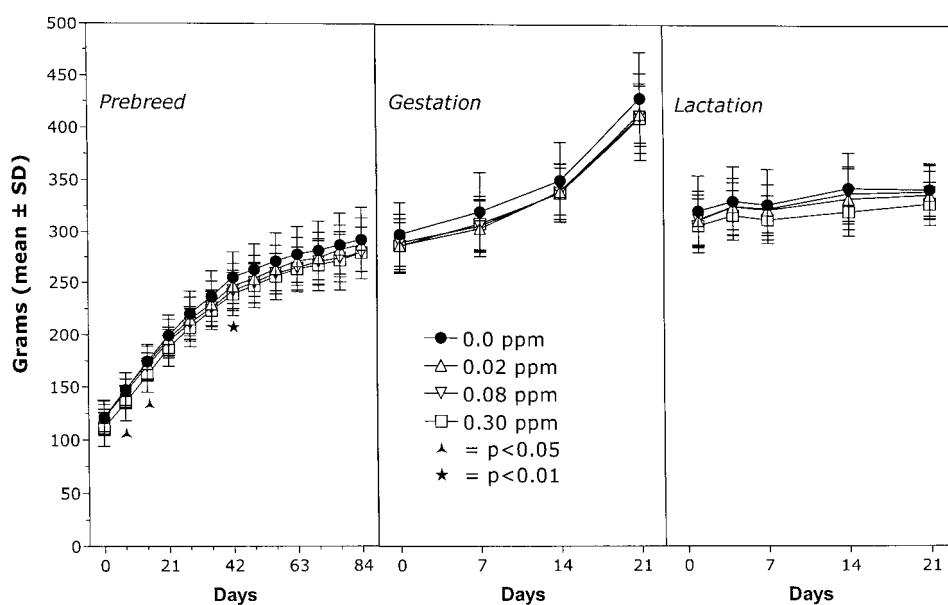 Grams (mean ± SD)
500
450
400
350
300
250
200
150
100
50
0
Prebreed
Gestation
Lactation
0.0 ppm
0.02 ppm
0.08 ppm
0.30 ppm
= p<0.05
= p<0.01
0 21 42 63 84
0 7 14 21
0 7 14 21
Days
Days
Days